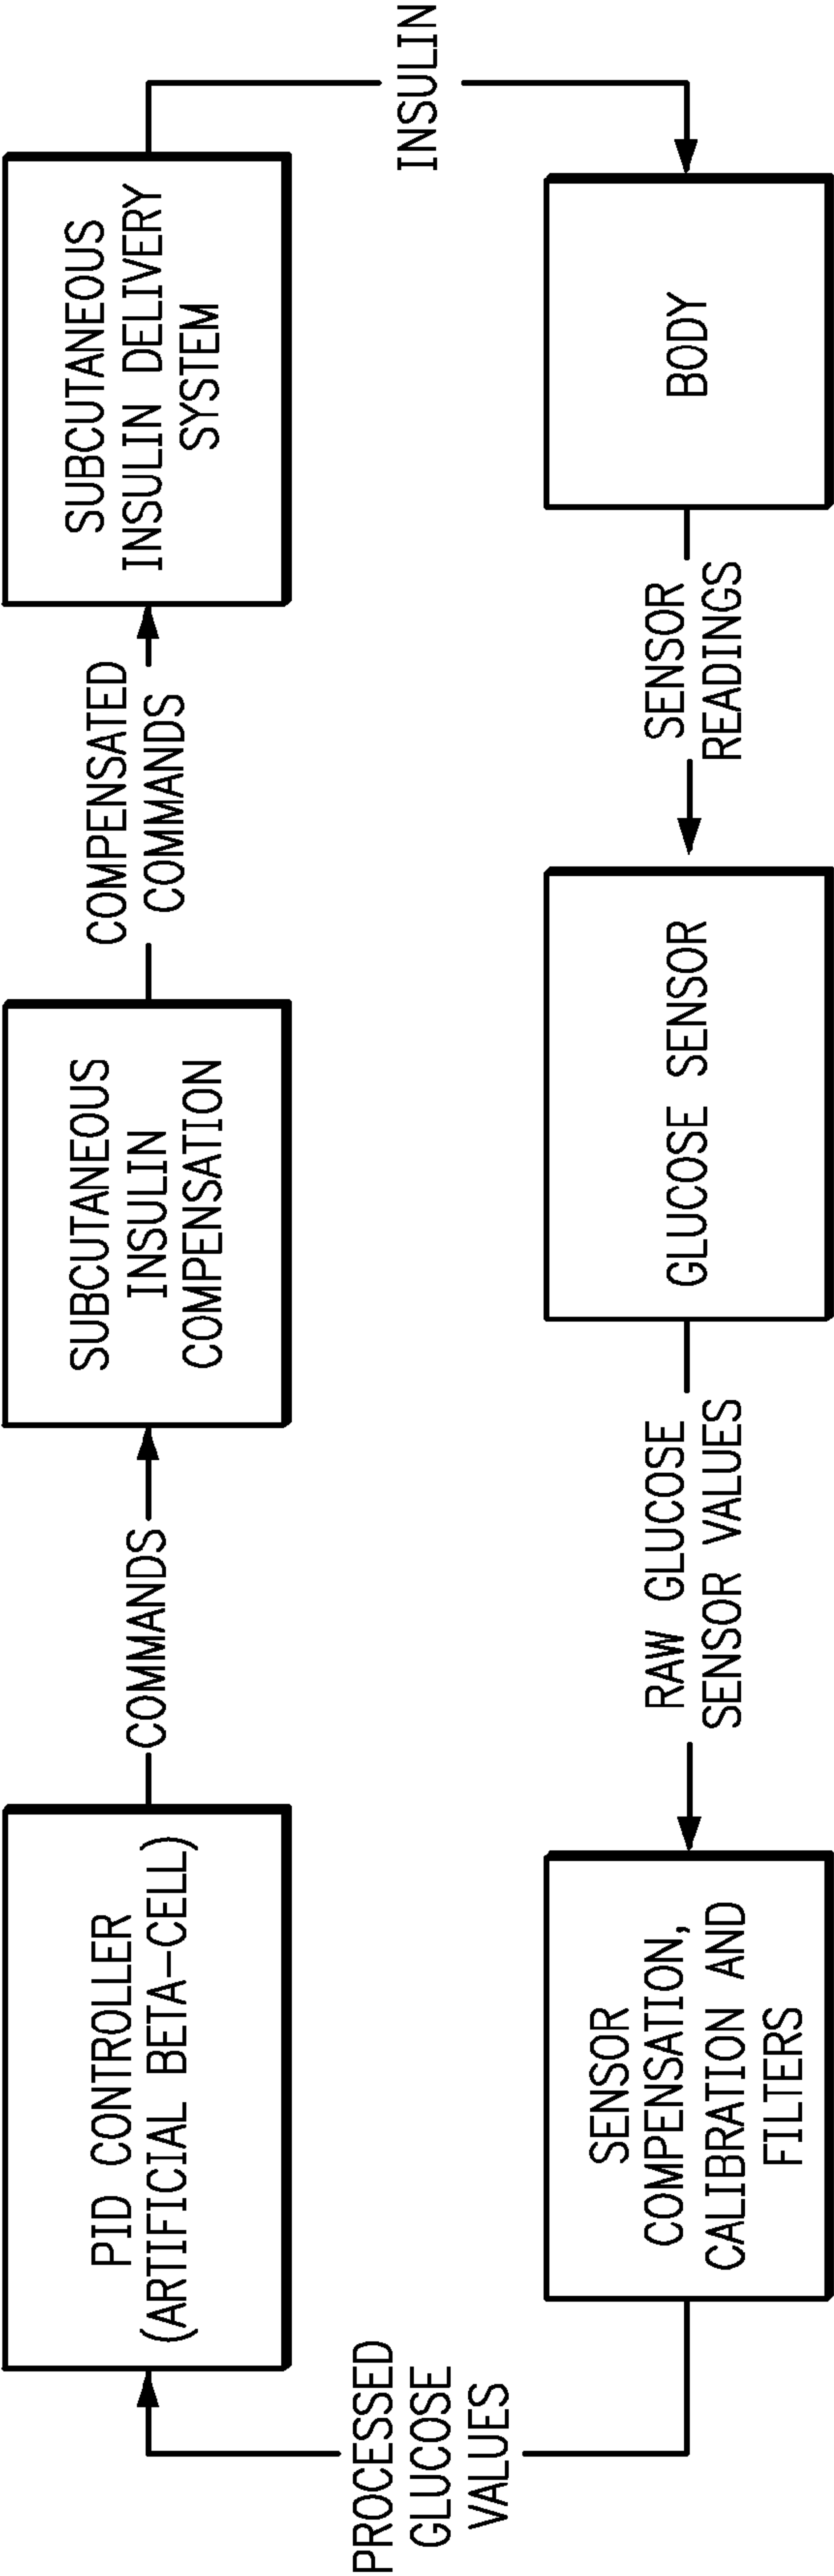 PID CONTROLLER
(ARTIFICIAL BETA-CELL)
COMMANDS
SUBCUTANEOUS
INSULIN
COMPENSATION
COMPENSATED
COMMANDS
SUBCUTANEOUS
INSULIN DELIVERY
SYSTEM
INSULIN
BODY
SENSOR
READINGS
GLUCOSE SENSOR
RAW GLUCOSE
SENSOR VALUES
SENSOR
COMPENSATION,
CALIBRATION AND
FILTERS
PROCESSED
GLUCOSE
VALUES